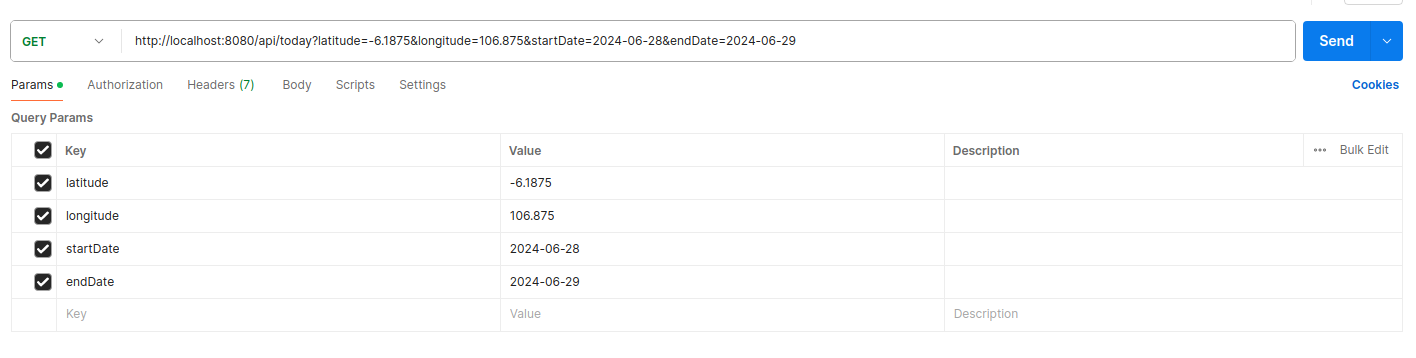 GET http://localhost:8080/api/today?latitude=-6.1875&longitude=106.875&startDate=2024-06-28&endDate=2024-06-29 Send
Params Authorization Headers (7) Body Scripts Settings Cookies
Query Params
Key Value Description ••• Bulk Edit
latitude -6.1875
longitude 106.875
startDate 2024-06-28
endDate 2024-06-29
Key Value Description